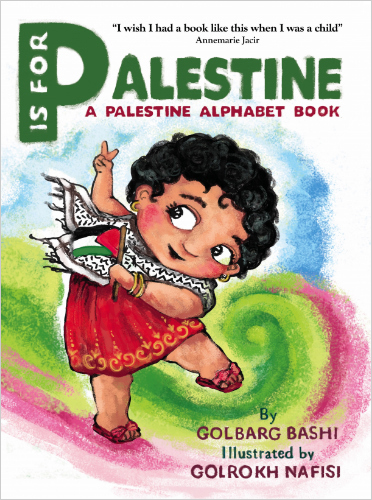 “I wish I had a book like this when I was a child”
Annemarie Jacir
P IS FOR
PALESTINE
A PALESTINE ALPHABET BOOK
By
GOLBARG BASHI
Illustrated by
GOLROKH NAFISI